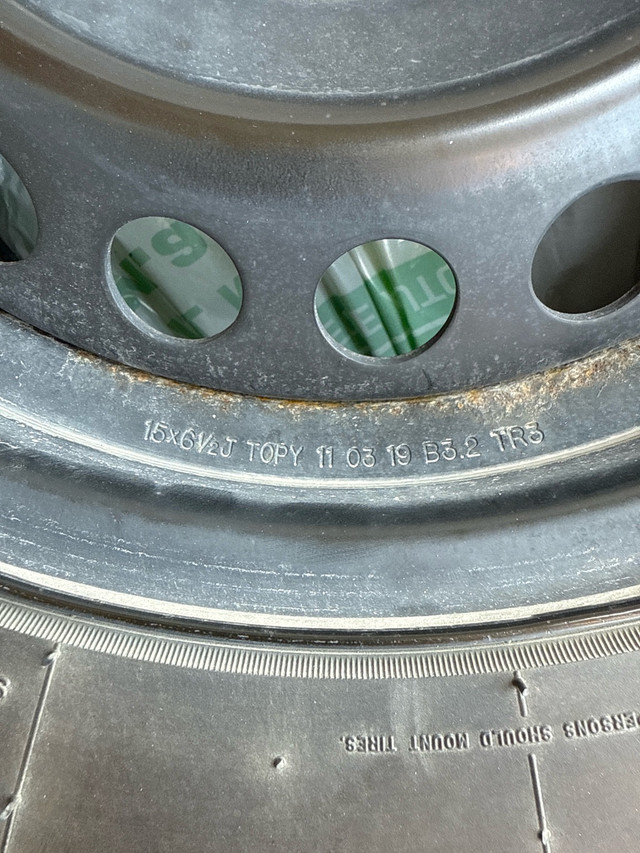 15x6½J TOPY 11 03 19 B3.2 TR3
PERSONS SHOULD MOUNT TIRES.